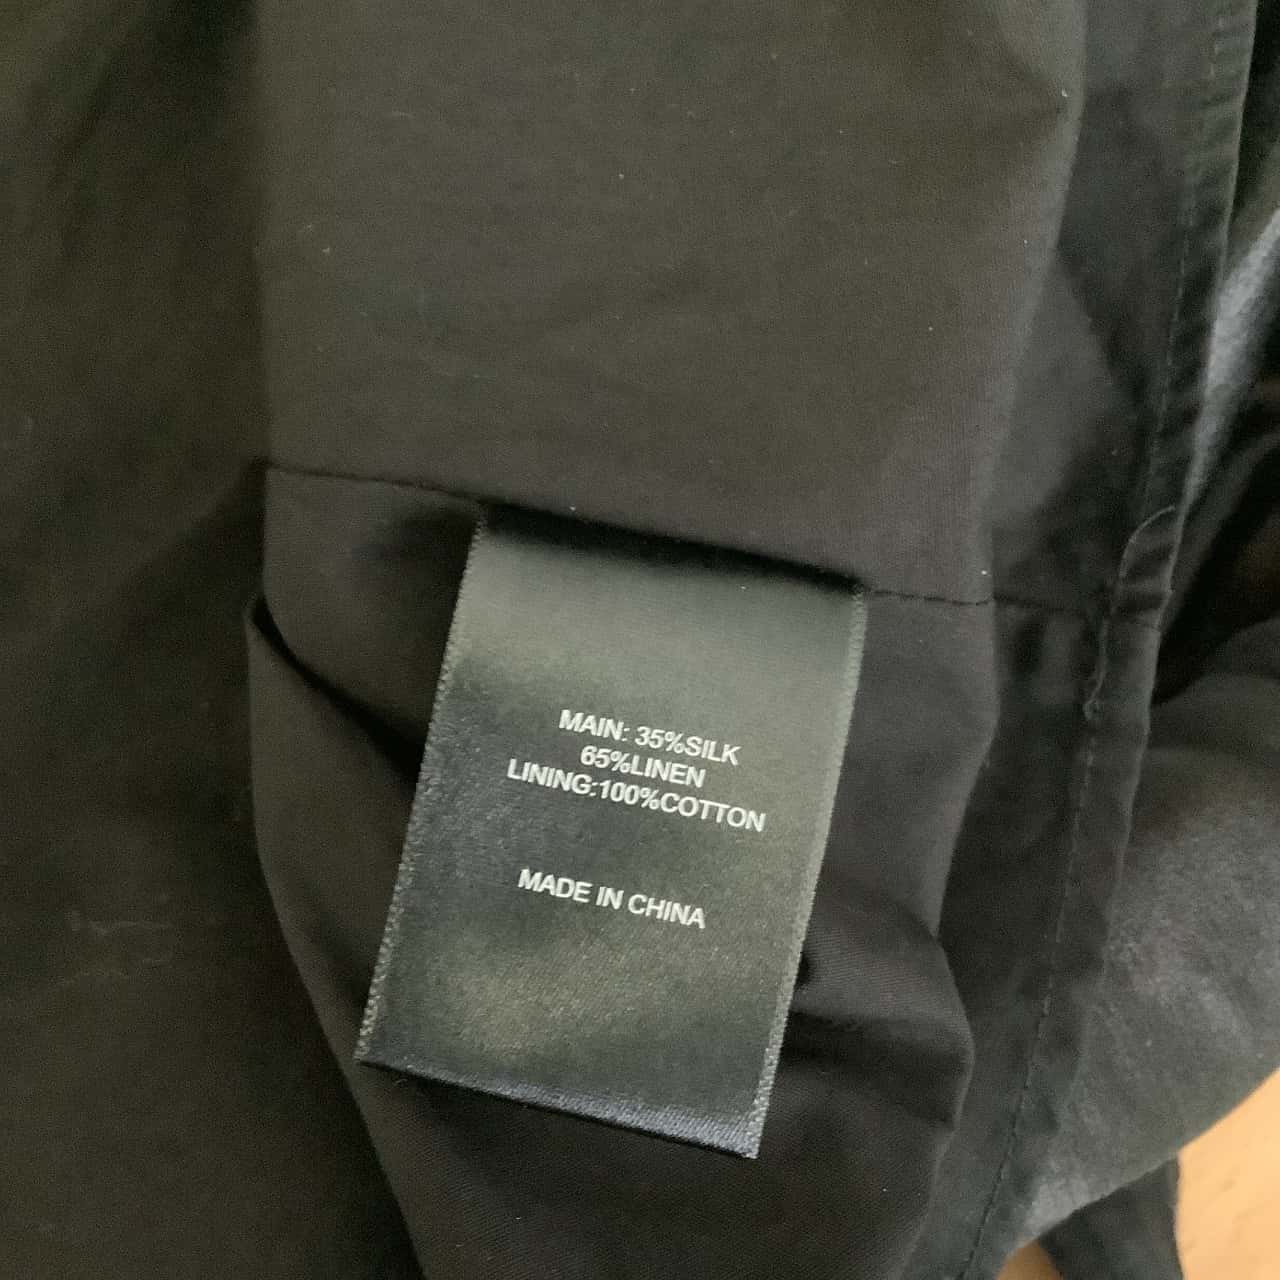 MAIN: 35%SILK
65%LINEN
LINING:100%COTTON
MADE IN CHINA